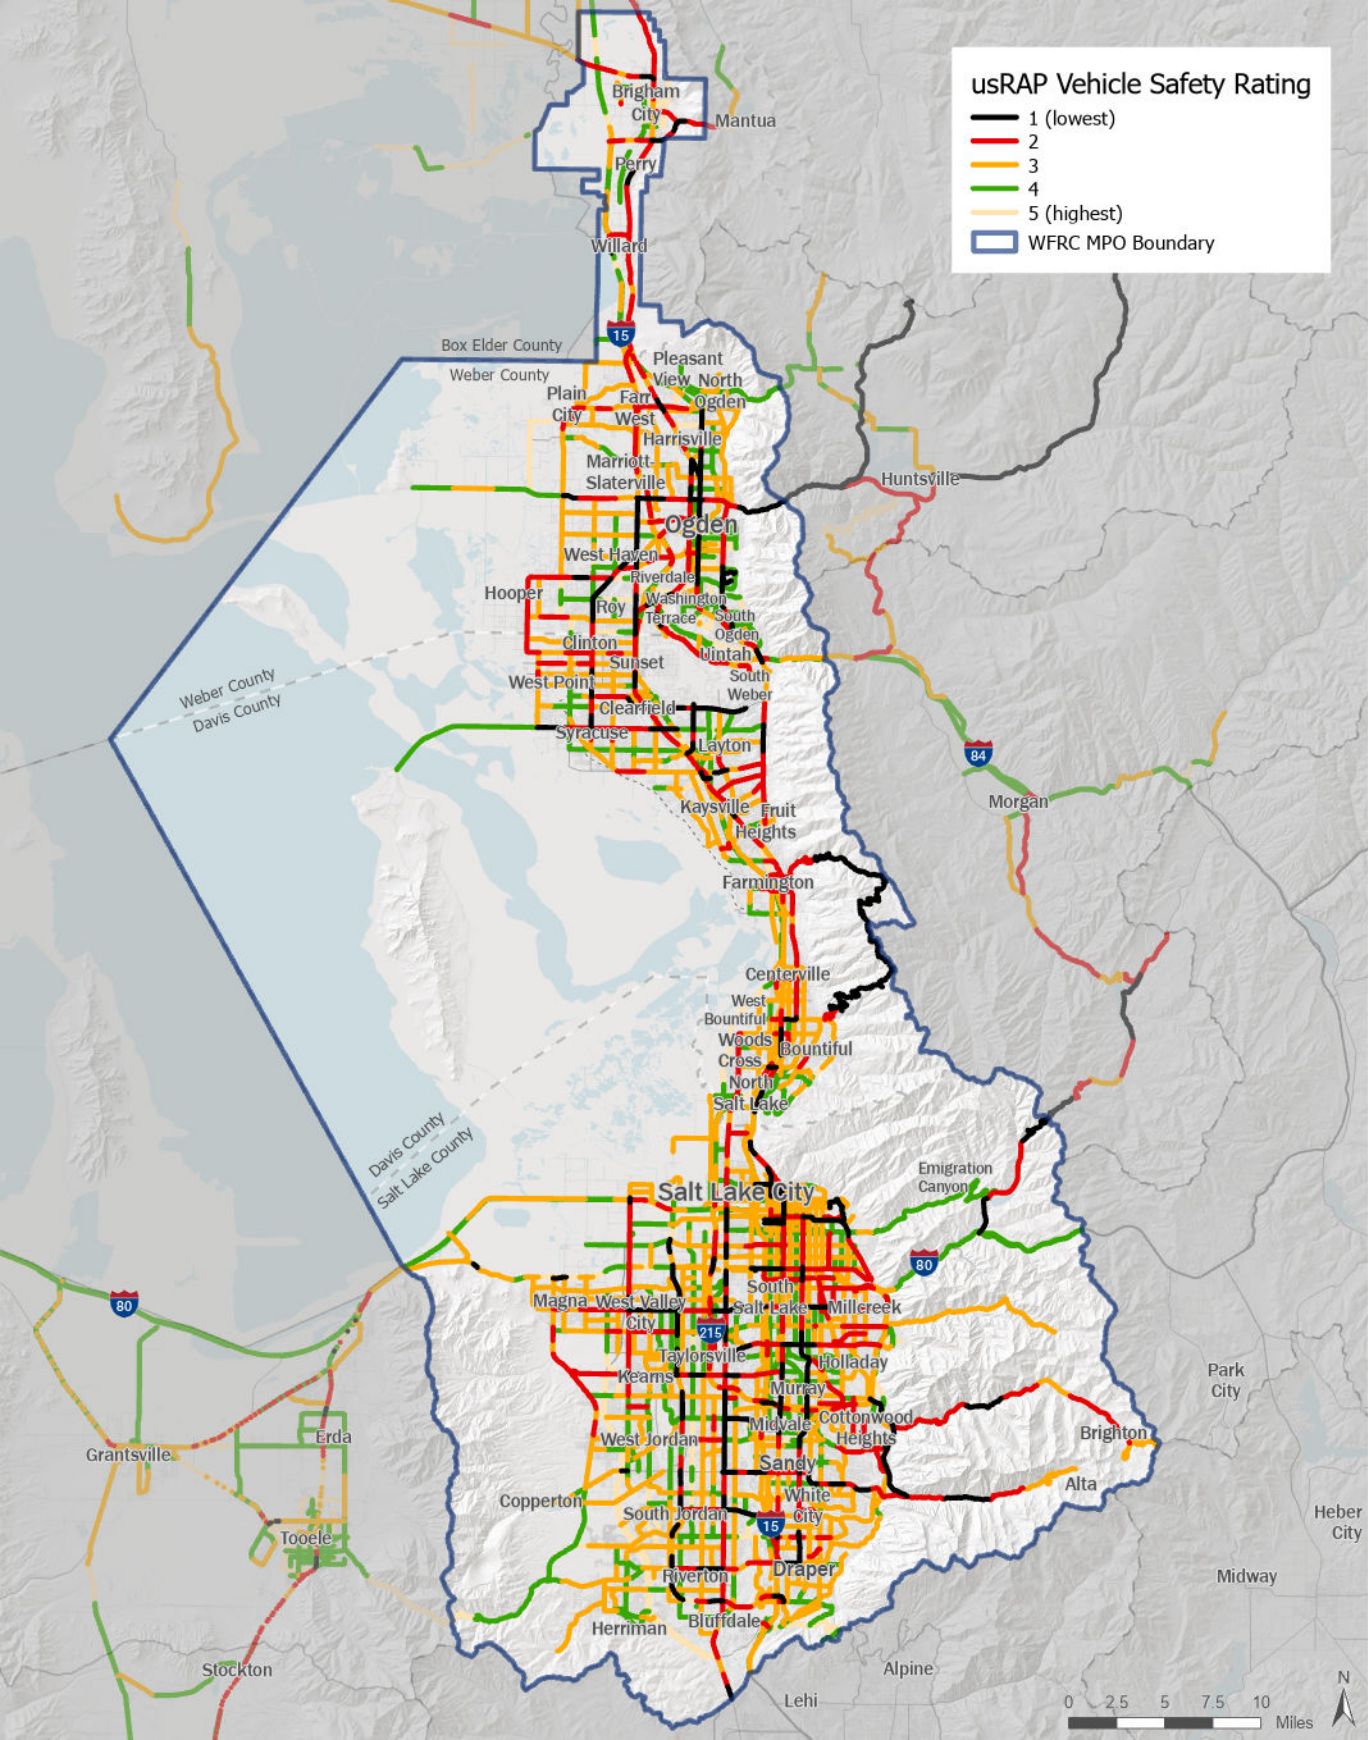 usRAP Vehicle Safety Rating
1 (lowest)
2
3
4
5 (highest)
WFRC MPO Boundary
Brigham
City
Mantua
Perry
Willard
15
Box Elder County
Weber County
Pleasant
View
North
Ogden
Plain
City
Farr
West
Harrisville
Marriott-
Slaterville
Huntsville
Ogden
West Haven
Riverdale
Hooper
Roy
Washington
Terrace
South
Ogden
Clinton
Uintah
Sunset
West Point
South
Weber
Weber County
Davis County
Clearfield
Syracuse
Layton
84
Morgan
Kaysville
Fruit
Heights
Farmington
Centerville
West
Bountiful
Woods
Cross
Bountiful
North
Salt Lake
Davis County
Salt Lake County
Emigration
Canyon
Salt Lake City
80
80
South
Salt Lake
Magna
West Valley
City
Millcreek
215
Taylorsville
Holladay
Kearns
Murray
Park
City
Midvale
Cottonwood
Heights
Erda
Grantsville
West Jordan
Brighton
Sandy
Alta
Copperton
White
City
South Jordan
15
Heber
City
Tooele
Riverton
Draper
Midway
Herriman
Bluffdale
Stockton
Alpine
Lehi
N
0 2.5 5 7.5 10
Miles